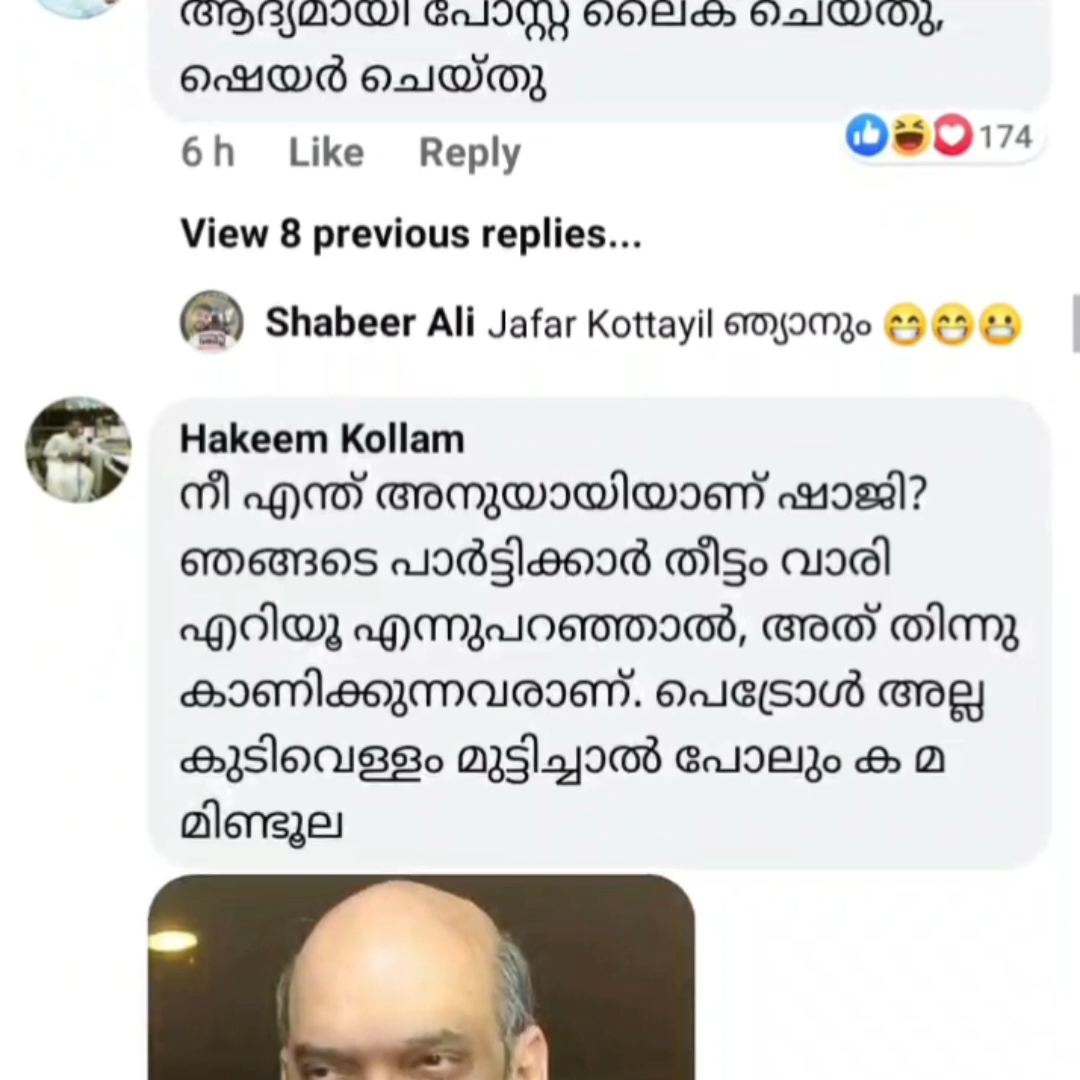 ആദ്യമായി പോസ്റ്റ ലൈക് ചെയ്തു,
ഷെയർ ചെയ്തു
6 h Like Reply 174
View 8 previous replies...
Shabeer Ali Jafar Kottayil ഞ്യാനും 😁😁😬
Hakeem Kollam
നീ എന്ത് അനുയായിയാണ് ഷാജി?
ഞങ്ങടെ പാർട്ടിക്കാർ തീട്ടം വാരി
എറിയൂ എന്നുപറഞ്ഞാൽ, അത് തിന്നു
കാണിക്കുന്നവരാണ്. പെട്രോൾ അല്ല
കുടിവെള്ളം മുട്ടിച്ചാൽ പോലും ക മ
മിണ്ടൂല